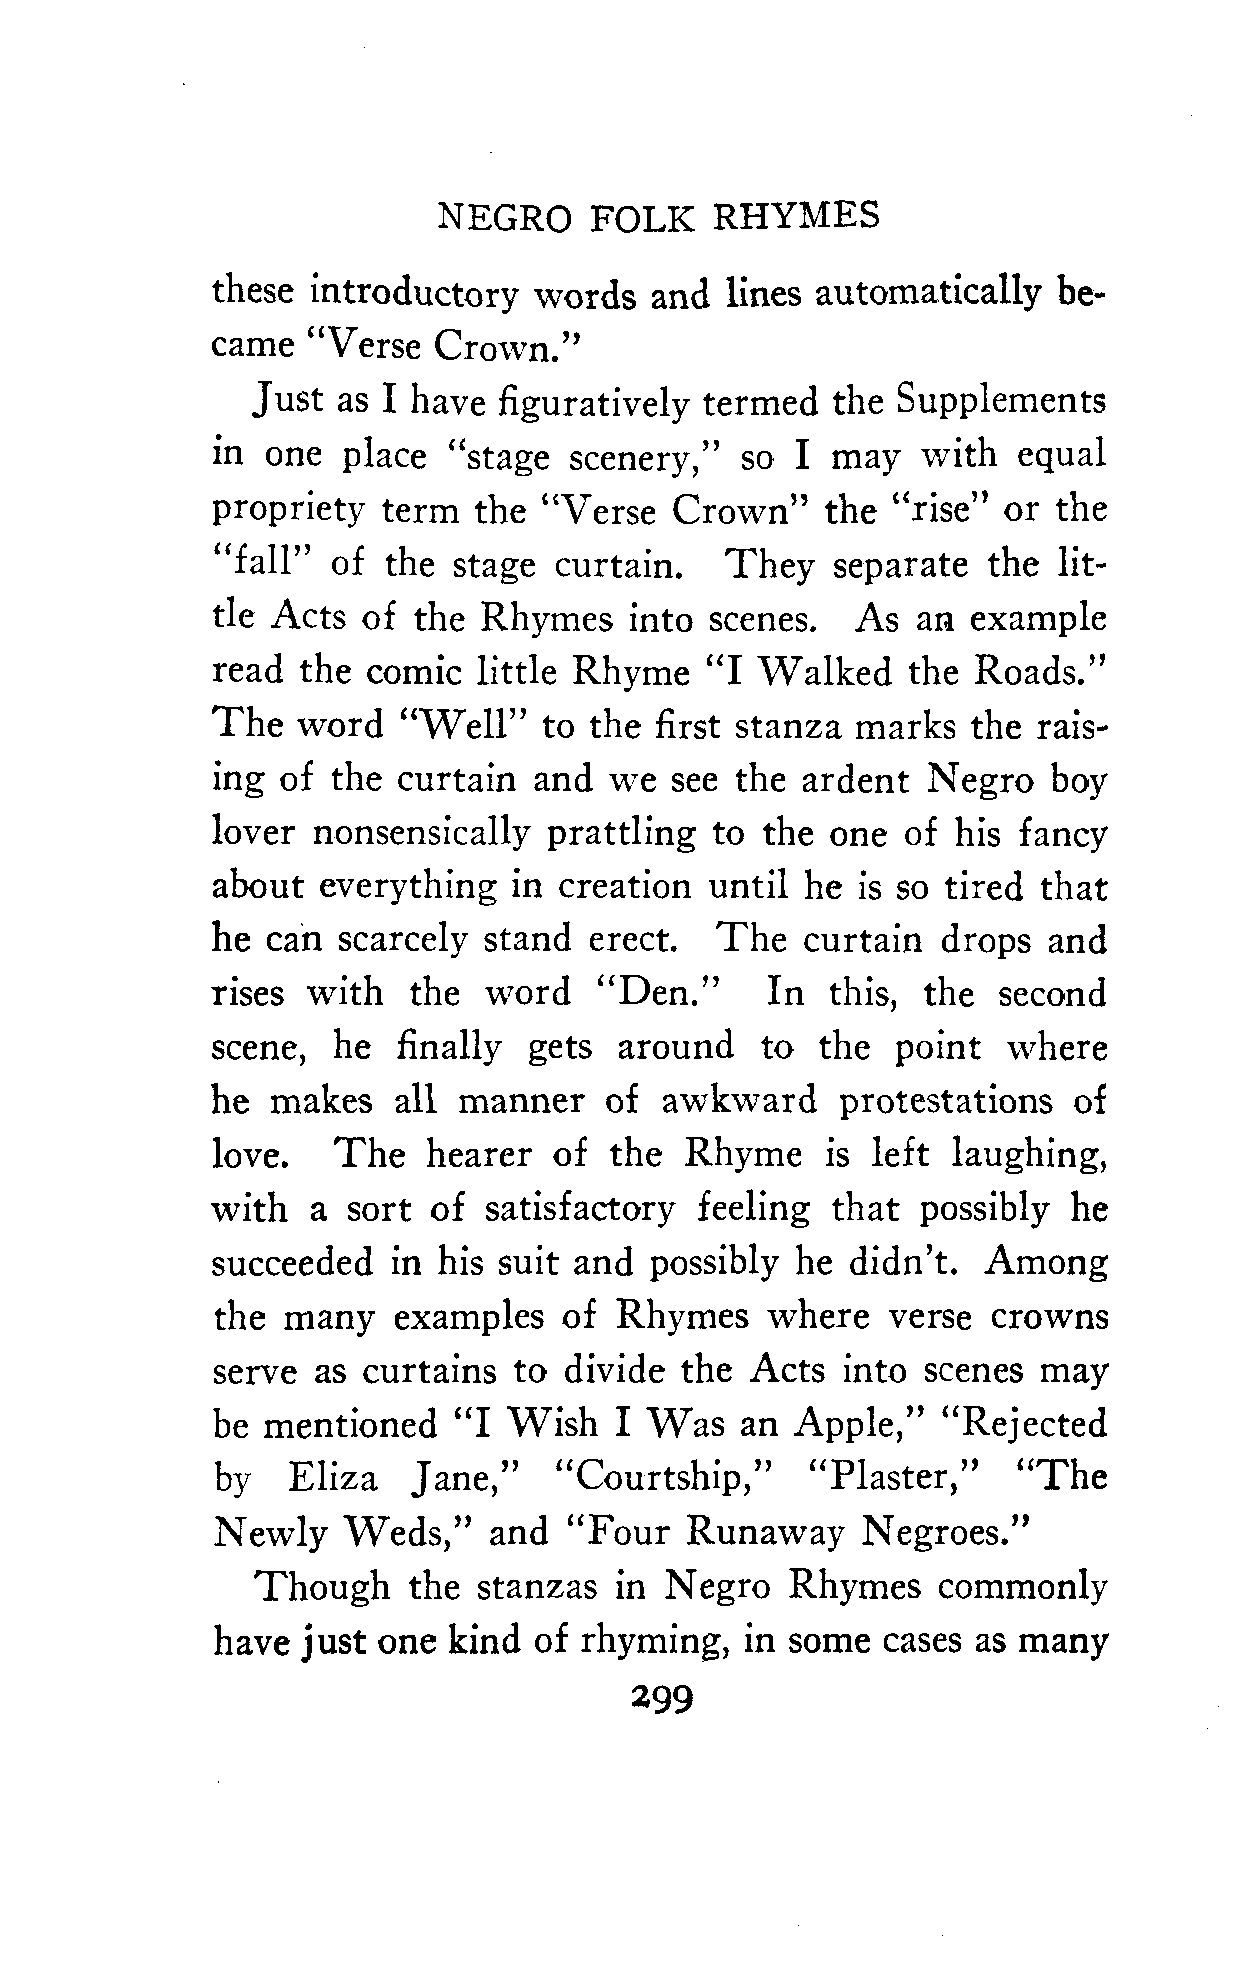 NEGRO FOLK RHYMES
these introductory words and lines automatically be-
came "Verse Crown."
Just as I have figuratively termed the Supplements
in one place "stage scenery," so I may with equal
propriety term the "Verse Crown" the "rise" or the
"fall" of the stage curtain. They separate the lit-
tle Acts of the Rhymes into scenes. As an example
read the comic little Rhyme "I Walked the Roads."
The word "Well" to the first stanza marks the rais-
ing of the curtain and we see the ardent Negro boy
lover nonsensically prattling to the one of his fancy
about everything in creation until he is so tired that
he can scarcely stand erect. The curtain drops and
rises with the word "Den." In this, the second
scene, he finally gets around to the point where
he makes all manner of awkward protestations of
love. The hearer of the Rhyme is left laughing,
with a sort of satisfactory feeling that possibly he
succeeded in his suit and possibly he didn't. Among
the many examples of Rhymes where verse crowns
serve as curtains to divide the Acts into scenes may
be mentioned "I Wish I Was an Apple," "Rejected
by Eliza Jane," "Courtship," "Plaster," "The
Newly Weds," and "Four Runaway Negroes."
Though the stanzas in Negro Rhymes commonly
have just one kind of rhyming, in some cases as many
299